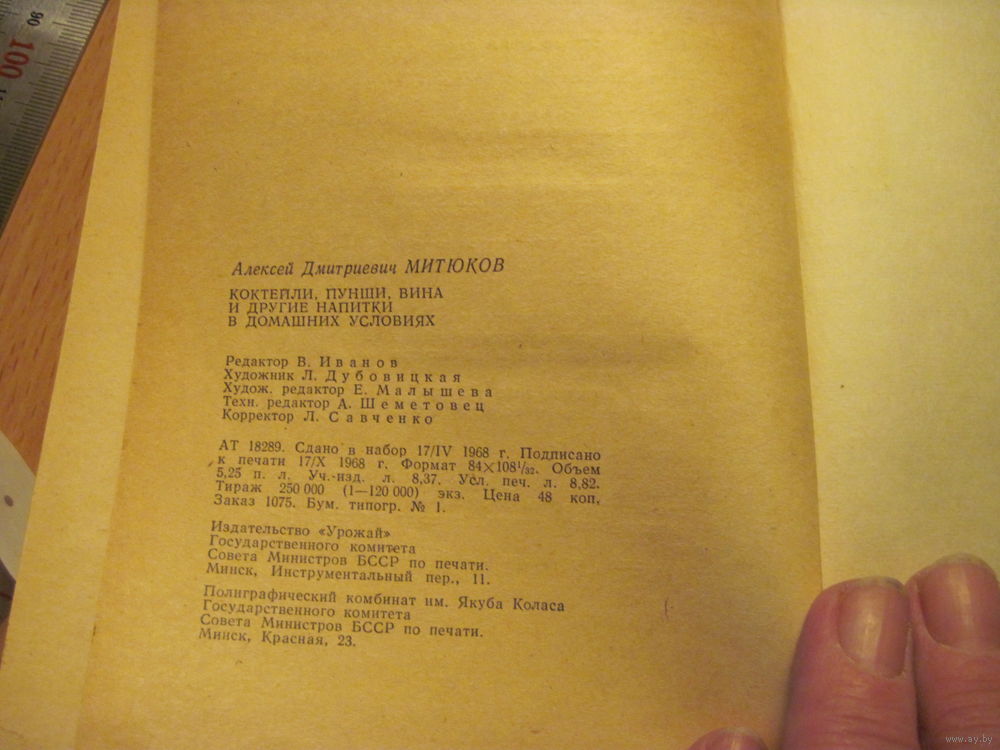 90
100
Алексей Дмитриевич МИТЮКОВ
КОКТЕЙЛИ, ПУНШИ, ВИНА
И ДРУГИЕ НАПИТКИ
В ДОМАШНИХ УСЛОВИЯХ
Редактор В. Иванов
Художник Л. Дубовицкая
Худож. редактор Е. Малышева
Техн. редактор А. Шеметовец
Корректор Л. Савченко
АТ 18289. Сдано в набор 17/IV 1968 г. Подписано
к печати 17/X 1968 г. Формат 84×108¹/₃₂. Объем
5,25 п. л. Уч.-изд. л. 8,37. Усл. печ. л. 8,82.
Тираж 250 000 (1—120 000) экз. Цена 48 коп.
Заказ 1075. Бум. типогр. № 1.
Издательство «Урожай»
Государственного комитета
Совета Министров БССР по печати.
Минск, Инструментальный пер., 11.
Полиграфический комбинат им. Якуба Коласа
Государственного комитета
Совета Министров БССР по печати.
Минск, Красная, 23.
www.ay.by